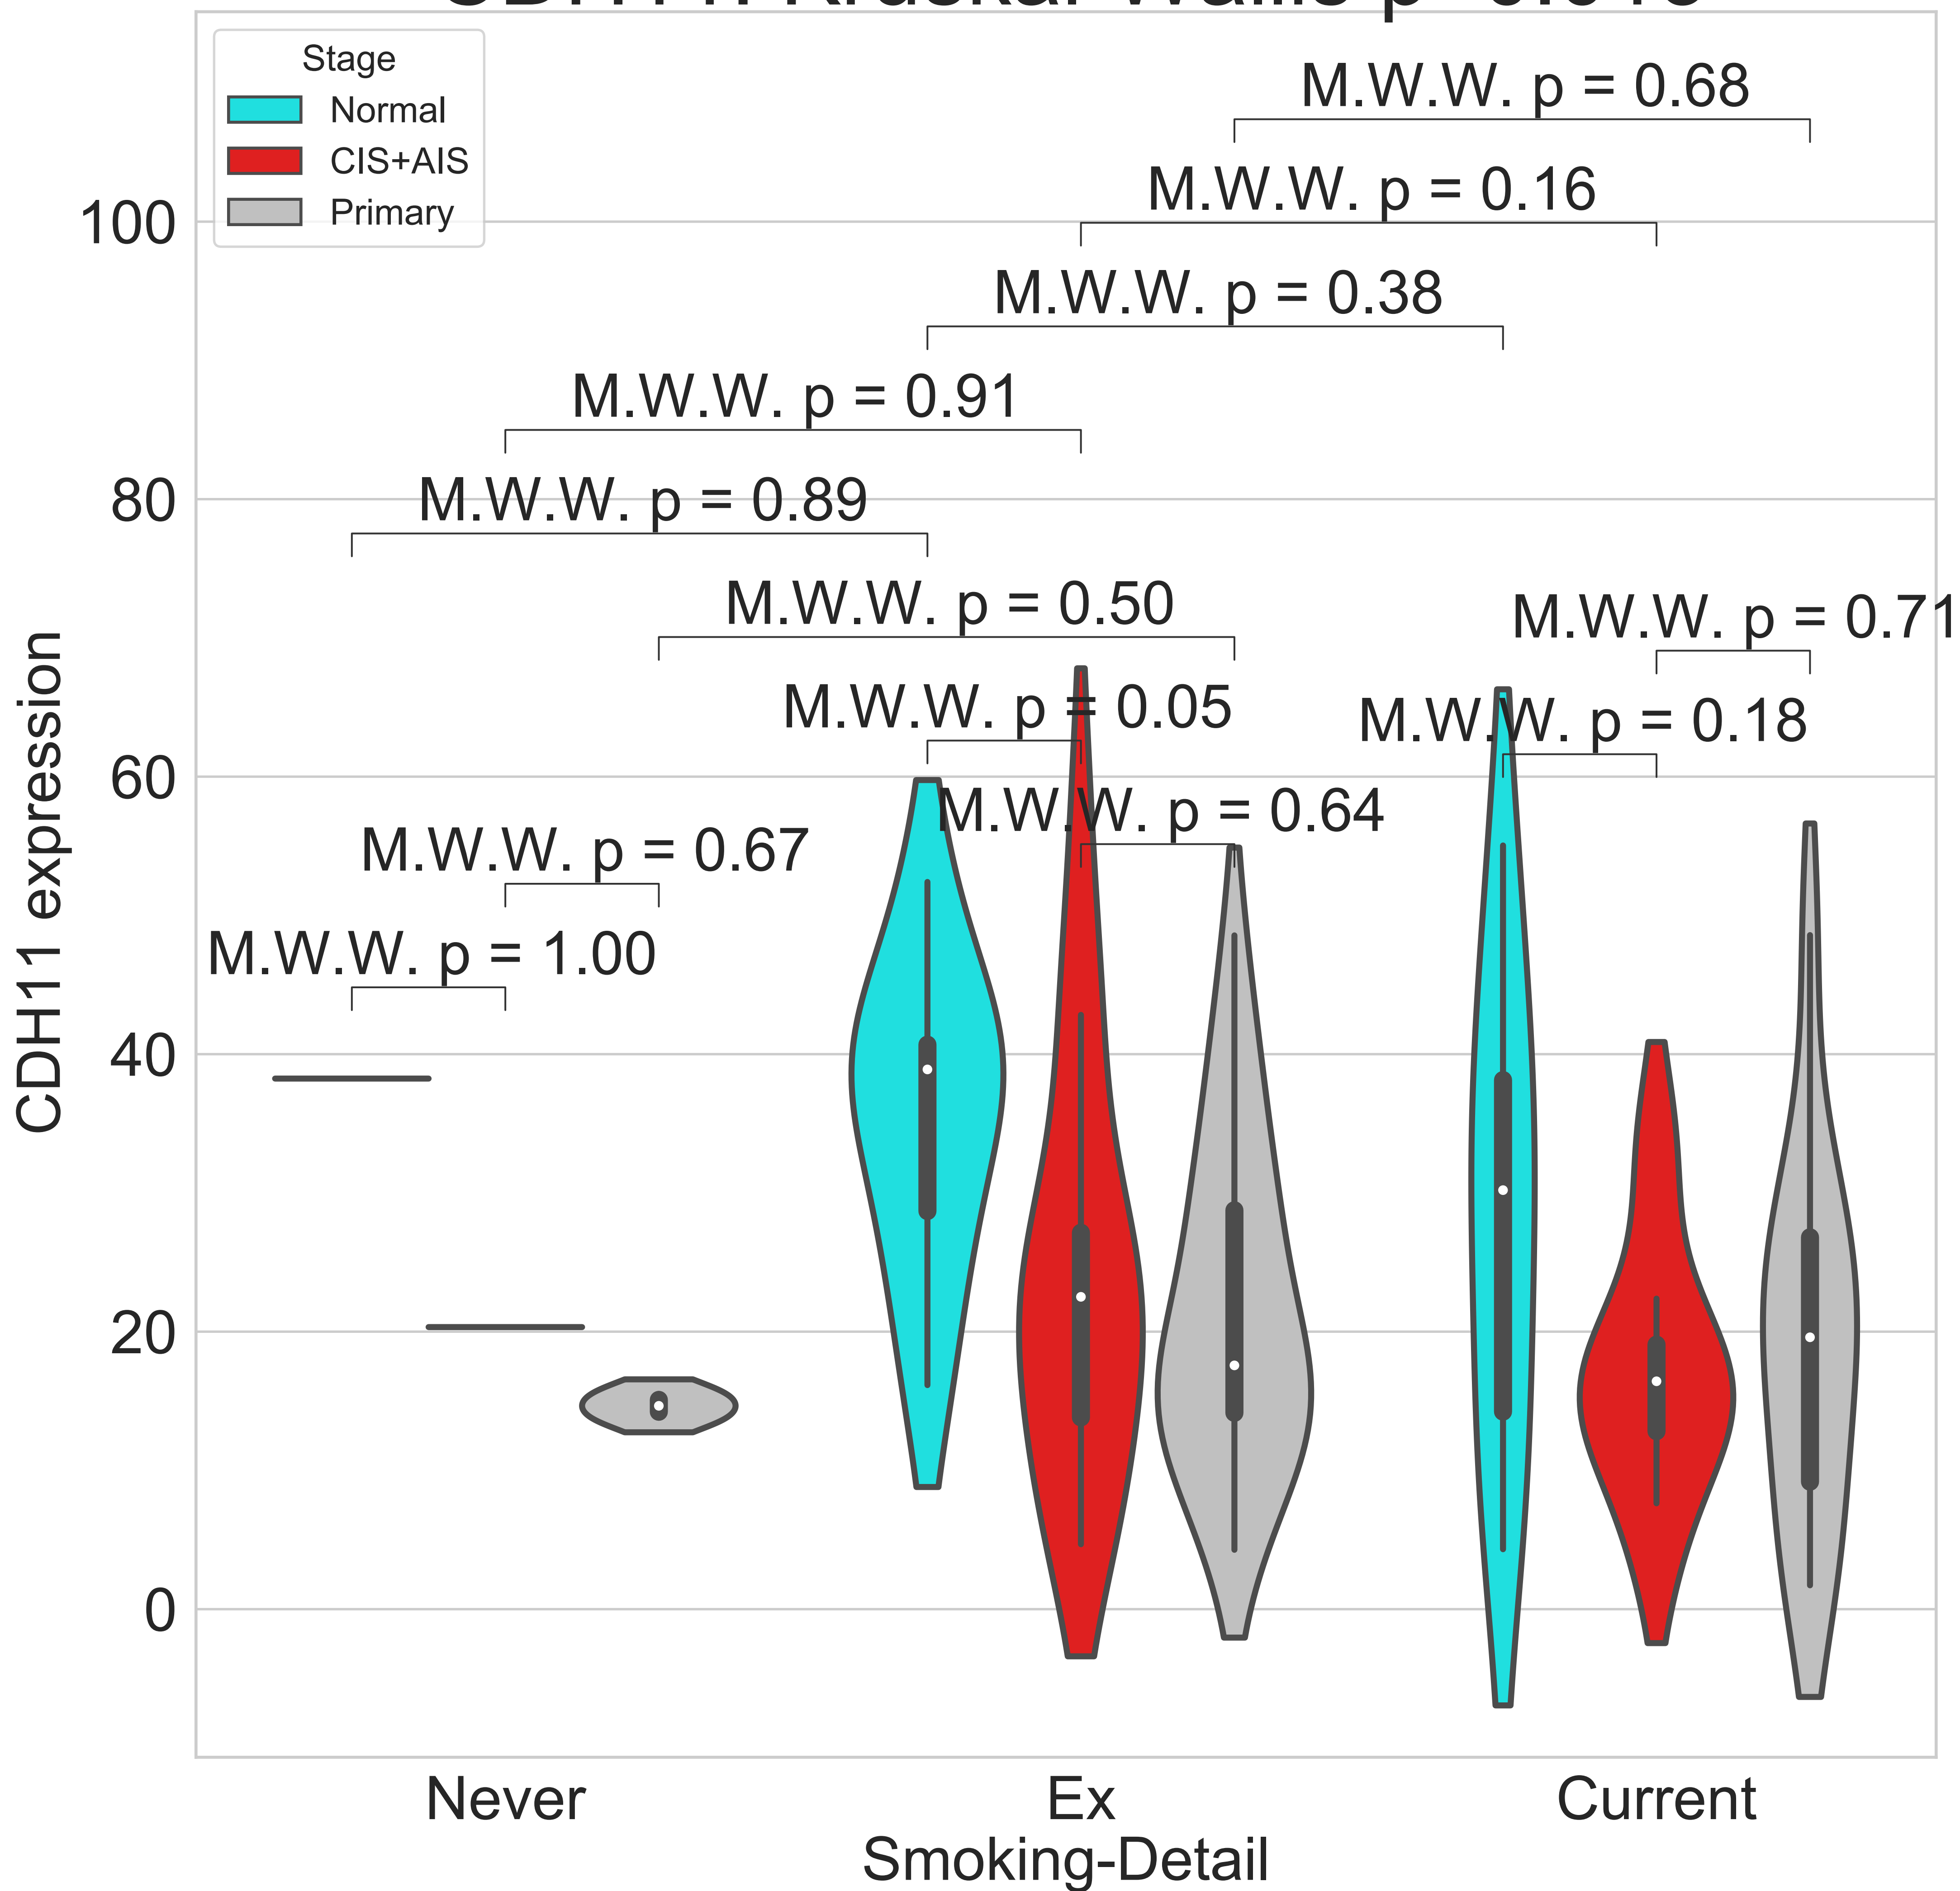 Stage
Normal
CIS+AIS
Primary
M.W.W. p = 0.68
M.W.W. p = 0.16
M.W.W. p = 0.38
M.W.W. p = 0.91
M.W.W. p = 0.89
M.W.W. p = 0.50
M.W.W. p = 0.71
M.W.W. p = 0.05
M.W.W. p = 0.18
M.W.W. p = 0.64
M.W.W. p = 0.67
M.W.W. p = 1.00
100
80
60
40
20
0
CDH11 expression
Never
Ex
Current
Smoking-Detail